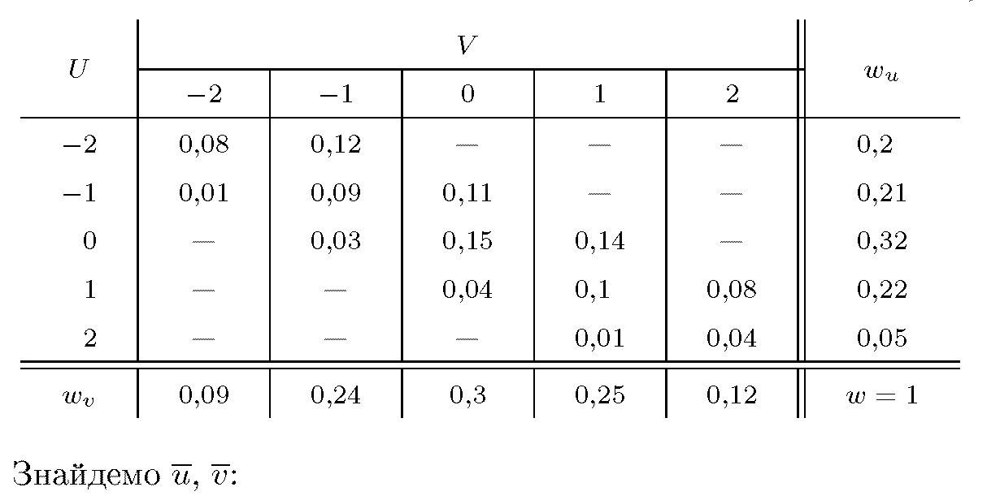 U V w_u
−2 −1 0 1 2
−2 0,08 0,12 — — — 0,2
−1 0,01 0,09 0,11 — — 0,21
0 — 0,03 0,15 0,14 — 0,32
1 — — 0,04 0,1 0,08 0,22
2 — — — 0,01 0,04 0,05
w_v 0,09 0,24 0,3 0,25 0,12 w = 1
Знайдемо u̅, v̅: